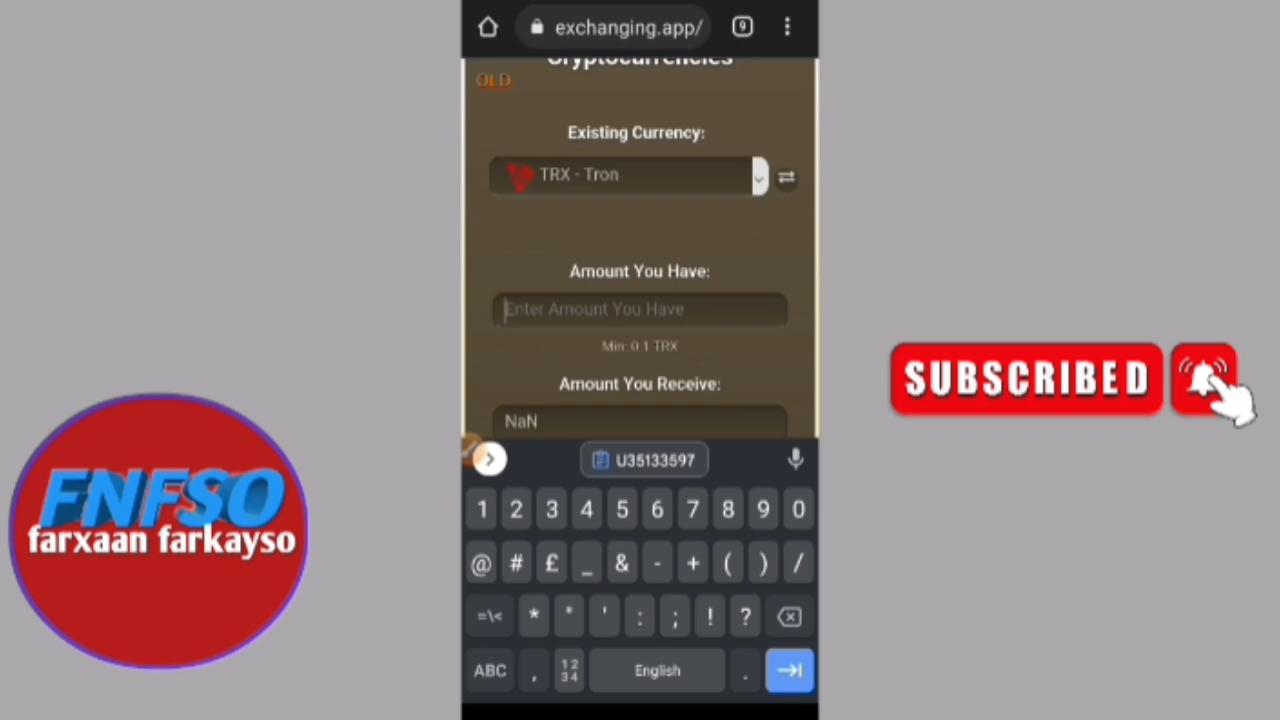 exchanging.app/
9
Cryptocurrencies
OLD
Existing Currency:
TRX - Tron
Amount You Have:
Enter Amount You Have
Min: 0.1 TRX
Amount You Receive:
NaN
U35133597
1 2 3 4 5 6 7 8 9 0
@ # £ _ & - + ( ) /
=\< * " ' : ; ! ?
ABC , 12 34 English .
FNFSO
farxaan farkayso
SUBSCRIBED